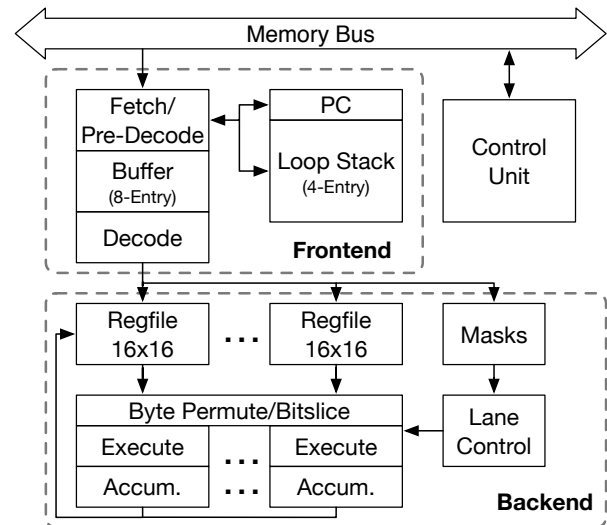 Memory Bus
Fetch/
Pre-Decode
Buffer
(8-Entry)
Decode
PC
Loop Stack
(4-Entry)
Control
Unit
Frontend
Regfile
16x16
...
Regfile
16x16
Masks
Byte Permute/Bitslice
Execute
...
Execute
Accum.
...
Accum.
Lane
Control
Backend